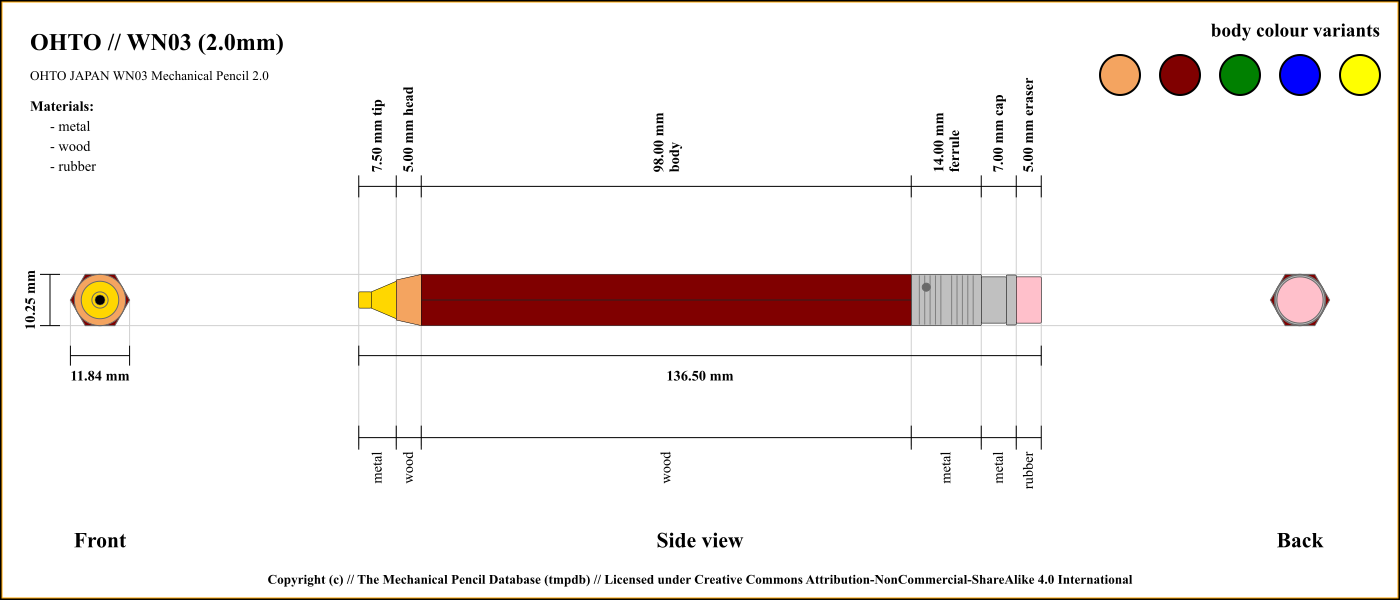 OHTO // WN03 (2.0mm)
OHTO JAPAN WN03 Mechanical Pencil 2.0
Materials:
- metal
- wood
- rubber
body colour variants
7.50 mm tip
5.00 mm head
98.00 mm
body
14.00 mm
ferrule
7.00 mm cap
5.00 mm eraser
10.25 mm
11.84 mm
136.50 mm
metal
wood
wood
metal
metal
rubber
Front
Side view
Back
Copyright (c) // The Mechanical Pencil Database (tmpdb) // Licensed under Creative Commons Attribution-NonCommercial-ShareAlike 4.0 International